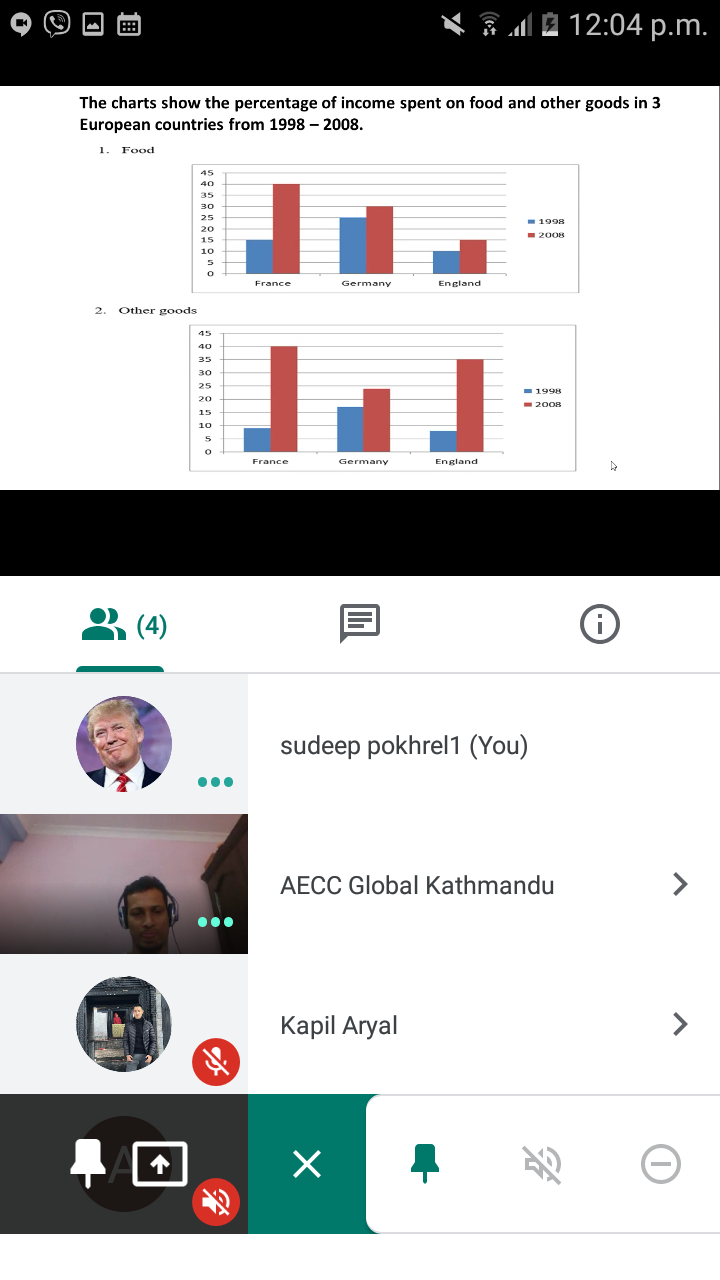 12:04 p.m.
The charts show the percentage of income spent on food and other goods in 3
European countries from 1998 – 2008.
1. Food
45
40
35
30
25
20
15
10
5
0
France Germany England
1998
2008
2. Other goods
45
40
35
30
25
20
15
10
5
0
France Germany England
1998
2008
(4)
sudeep pokhrel1 (You)
AECC Global Kathmandu
Kapil Aryal
A